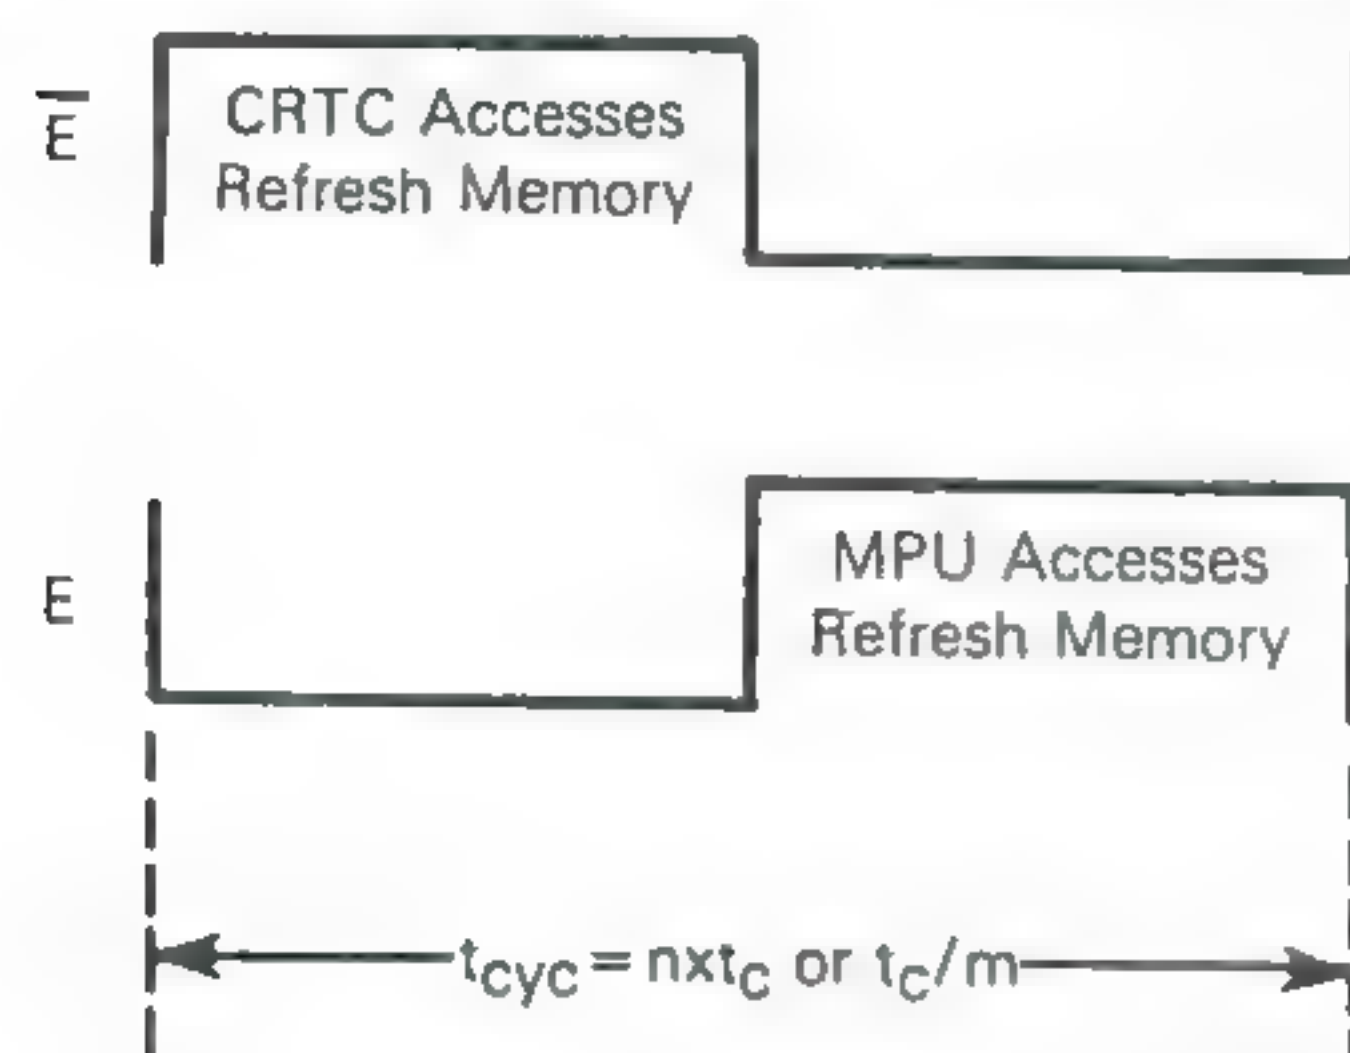 E̅
CRTC Accesses
Refresh Memory
E
MPU Accesses
Refresh Memory
tcyc = nxtc or tc/m